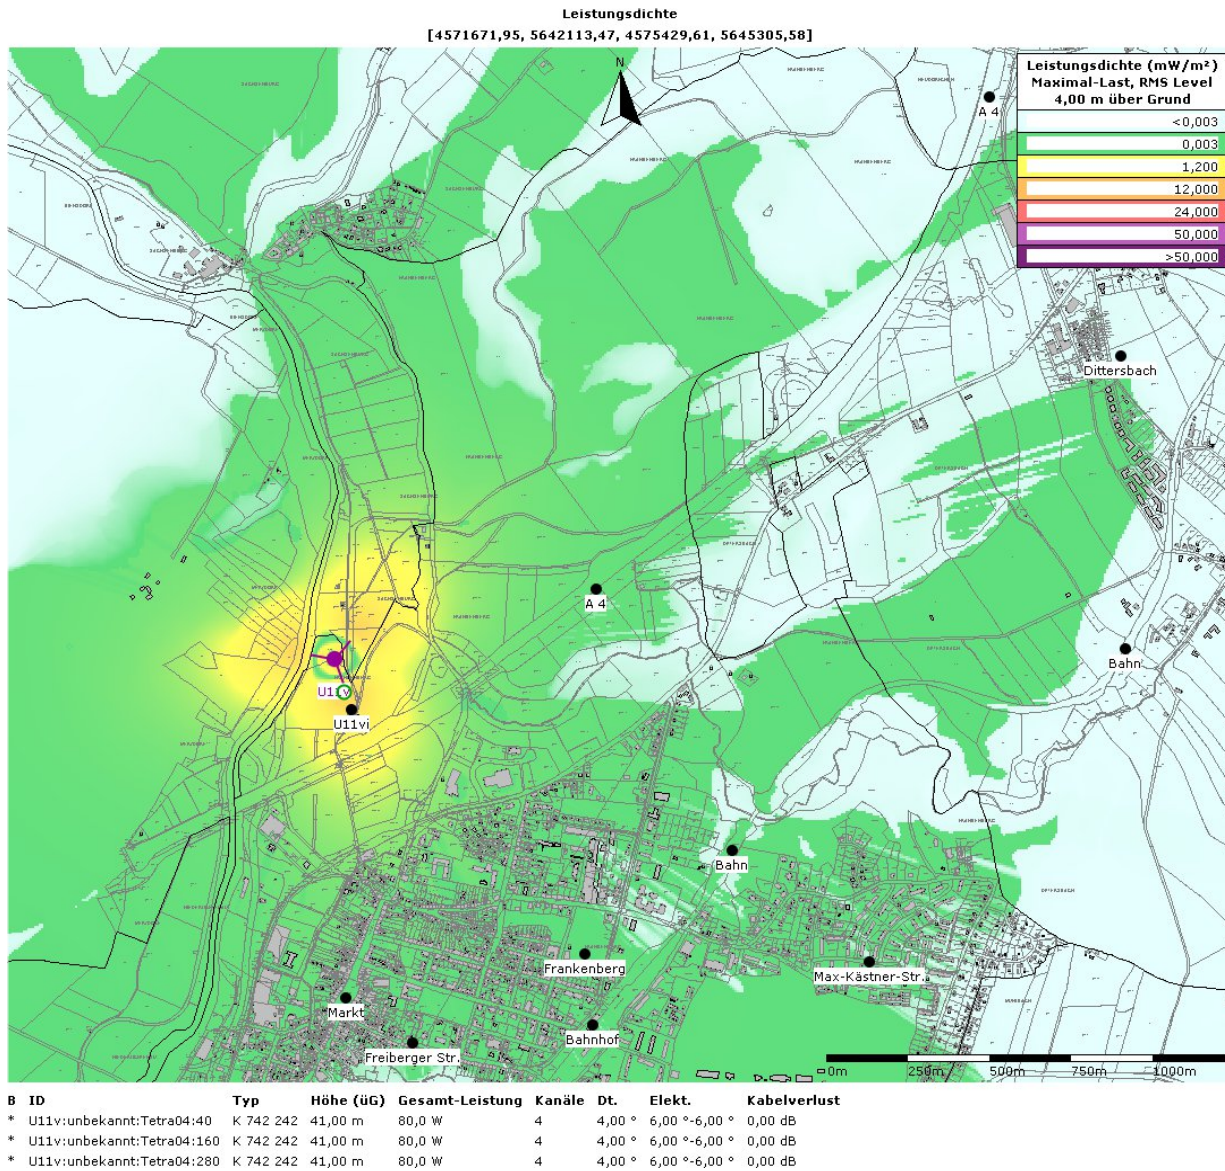 Leistungsdichte
[4571671,95, 5642113,47, 4575429,61, 5645305,58]
N
Leistungsdichte (mW/m²)
Maximal-Last, RMS Level
4,00 m über Grund
<0,003
0,003
1,200
12,000
24,000
50,000
>50,000
A 4
Dittersbach
A 4
Bahn
U11v
U11vi
Bahn
Frankenberg
Max-Kästner-Str.
Markt
Bahnhof
Freiberger Str.
0m 250m 500m 750m 1000m
B ID Typ Höhe (üG) Gesamt-Leistung Kanäle Dt. Elekt. Kabelverlust
* U11v:unbekannt:Tetra04:40 K 742 242 41,00 m 80,0 W 4 4,00 ° 6,00 °-6,00 ° 0,00 dB
* U11v:unbekannt:Tetra04:160 K 742 242 41,00 m 80,0 W 4 4,00 ° 6,00 °-6,00 ° 0,00 dB
* U11v:unbekannt:Tetra04:280 K 742 242 41,00 m 80,0 W 4 4,00 ° 6,00 °-6,00 ° 0,00 dB